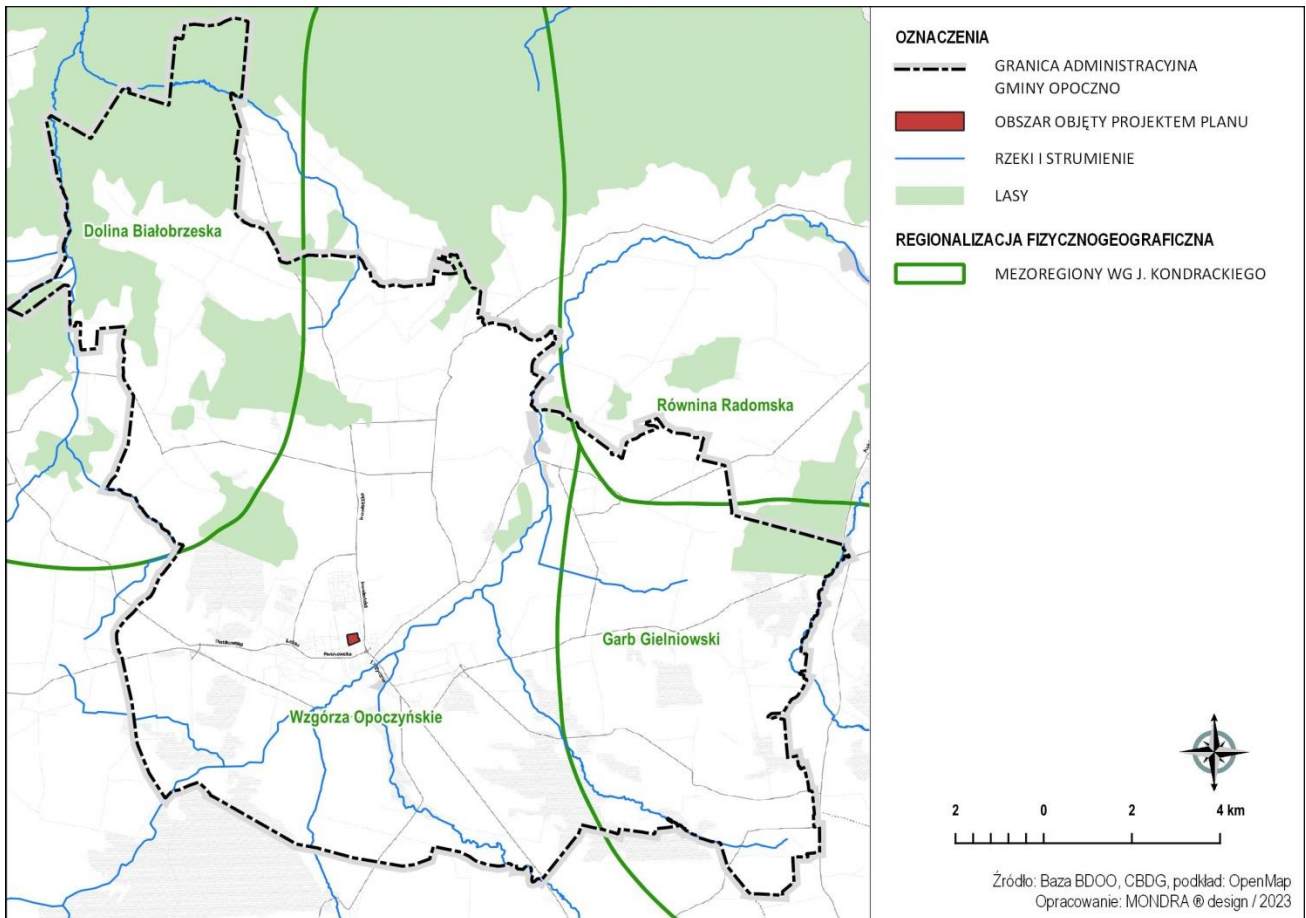 Dolina Białobrzeska
Równina Radomska
Garb Gielniowski
Wzgórza Opoczyńskie
Piotrkowska
OZNACZENIA
GRANICA ADMINISTRACYJNA
GMINY OPOCZNO
OBSZAR OBJĘTY PROJEKTEM PLANU
RZEKI I STRUMIENIE
LASY
REGIONALIZACJA FIZYCZNOGEOGRAFICZNA
MEZOREGIONY WG J. KONDRACKIEGO
2 0 2 4 km
Źródło: Baza BDOO, CBDG, podkład: OpenMap
Opracowanie: MONDRA ® design / 2023